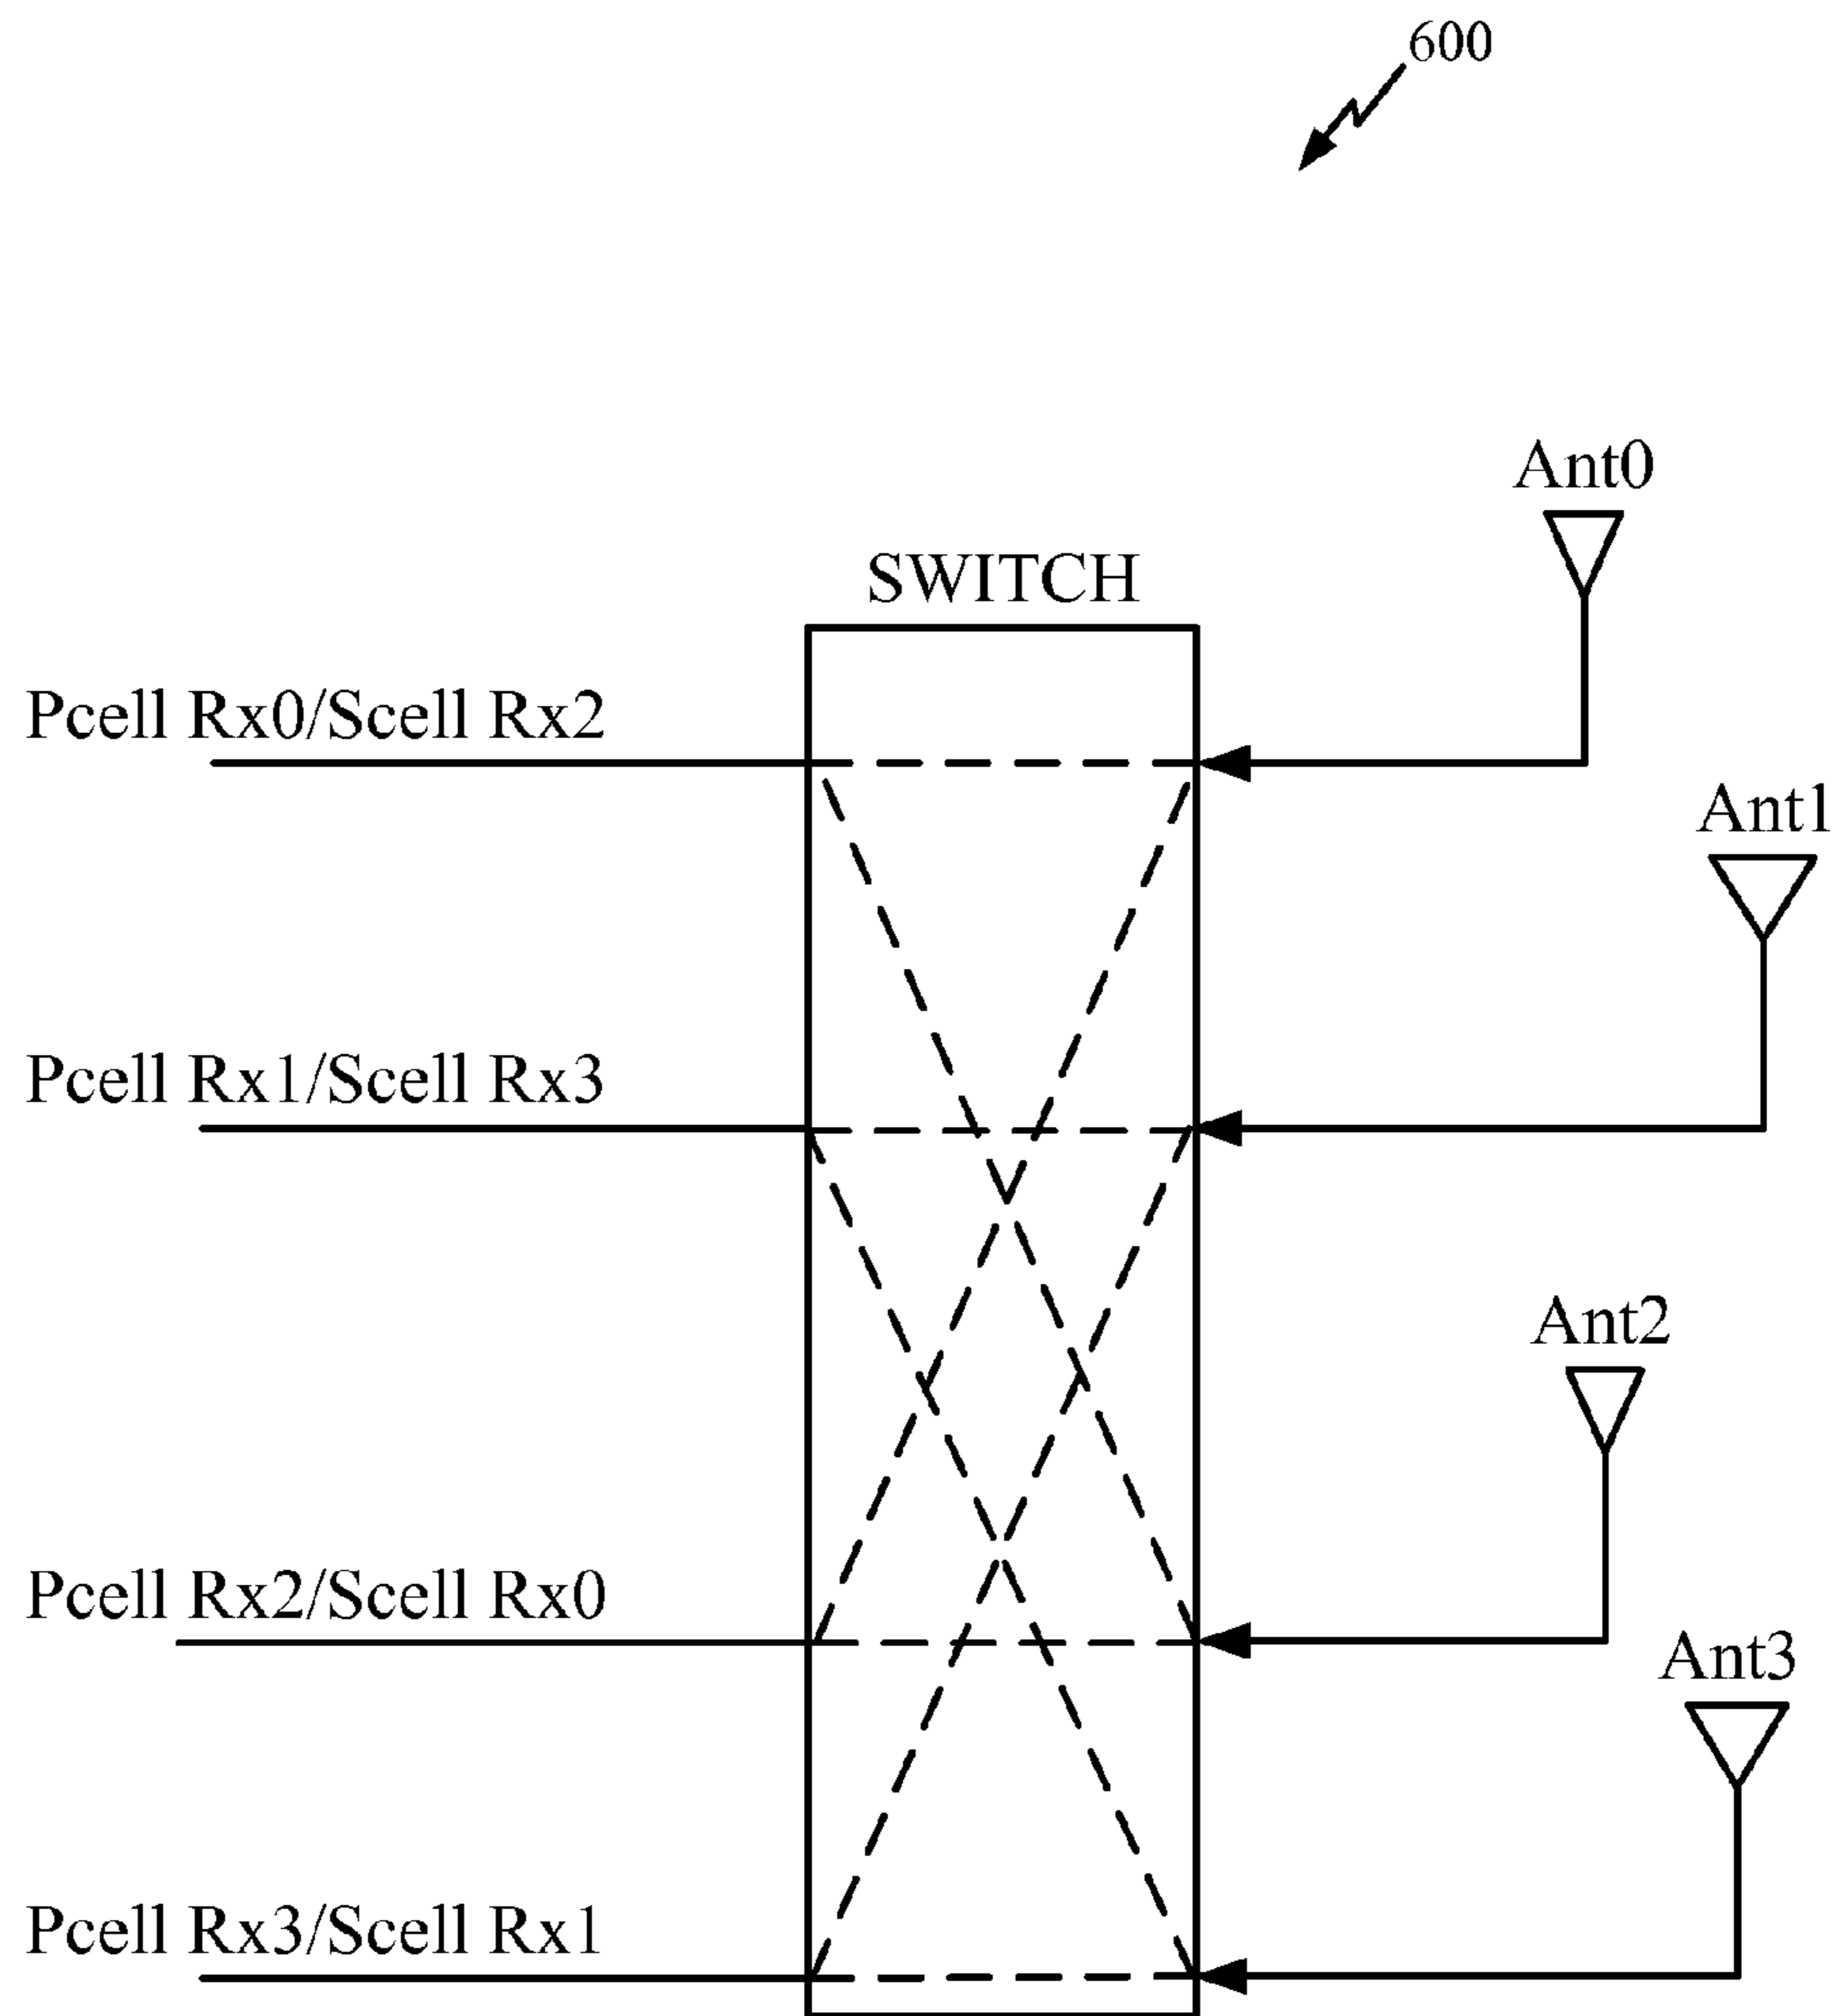 600
Ant0
SWITCH
Pcell Rx0/Scell Rx2
Ant1
Pcell Rx1/Scell Rx3
Ant2
Pcell Rx2/Scell Rx0
Ant3
Pcell Rx3/Scell Rx1